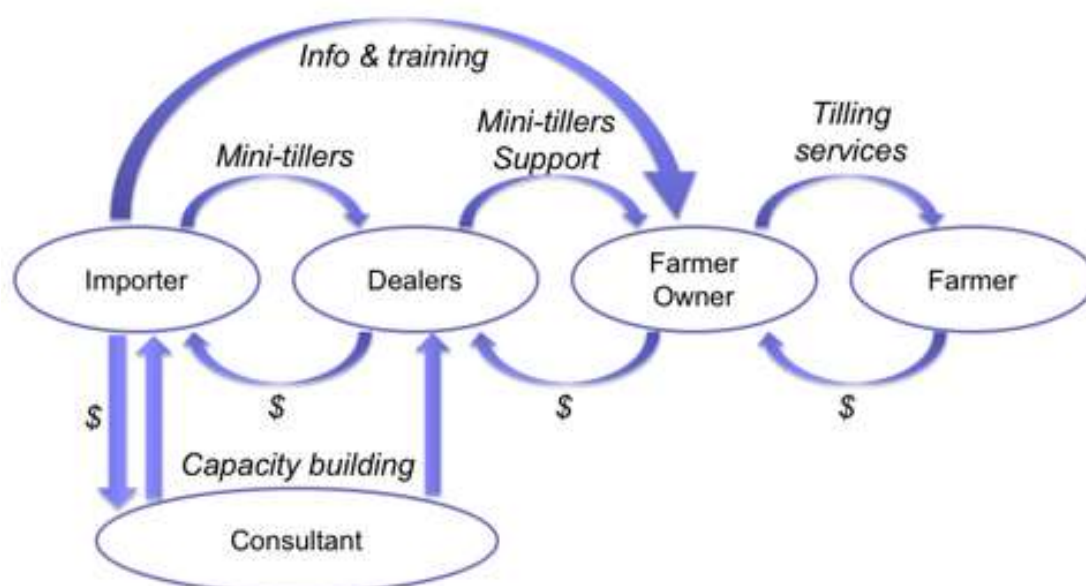 Info & training
Mini-tillers
Mini-tillers
Support
Tilling
services
Importer
Dealers
Farmer
Owner
Farmer
$
$
$
$
Capacity building
Consultant